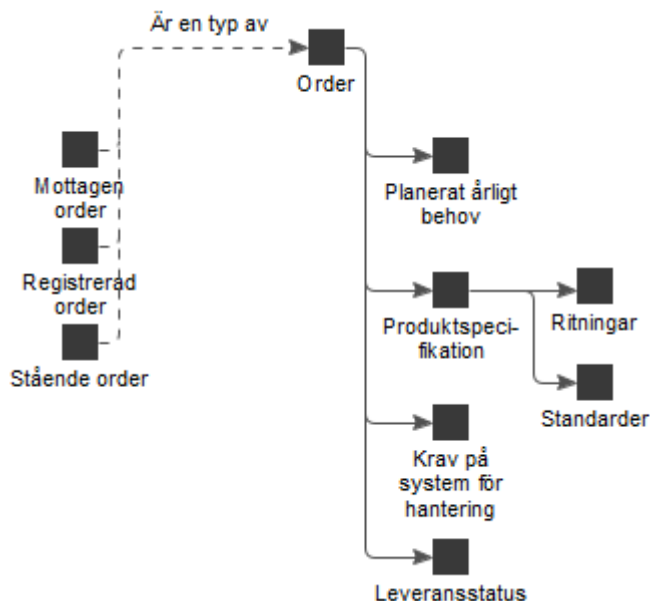 Är en typ av
Order
Mottagen
order
Planerat årligt
behov
Registrerad
order
Produktspeci-
fikation
Ritningar
Stående order
Standarder
Krav på
system för
hantering
Leveransstatus